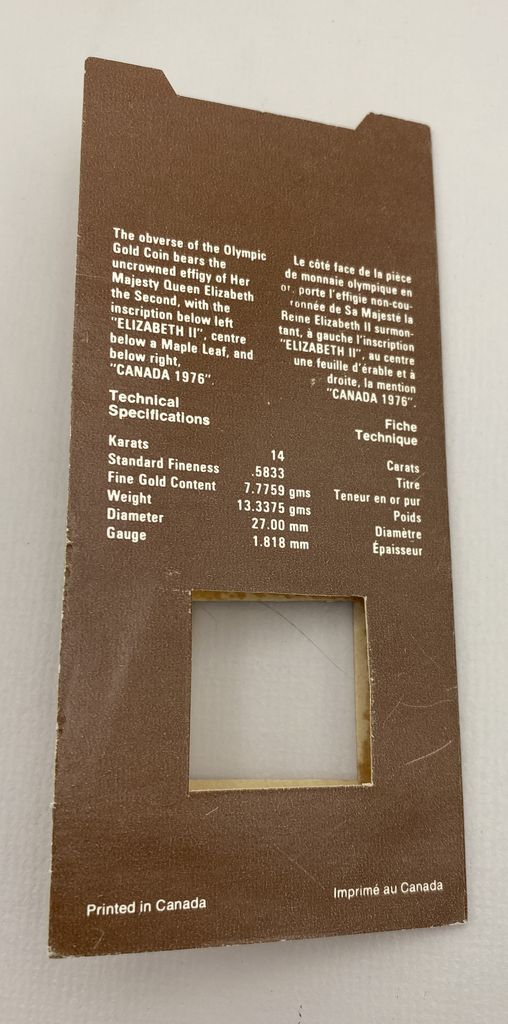 The obverse of the Olympic
Gold Coin bears the
uncrowned effigy of Her
Majesty Queen Elizabeth
the Second, with the
inscription below left
"ELIZABETH II", centre
below a Maple Leaf, and
below right,
"CANADA 1976".
Le côté face de la pièce
de monnaie olympique en
or, porte l'effigie non-cou-
ronnée de Sa Majesté la
Reine Elizabeth II surmon-
tant, à gauche l'inscription
"ELIZABETH II", au centre
une feuille d'érable et à
droite, la mention
"CANADA 1976".
Technical
Specifications
Fiche
Technique
Karats 14 Carats
Standard Fineness .5833 Titre
Fine Gold Content 7.7759 gms Teneur en or pur
Weight 13.3375 gms Poids
Diameter 27.00 mm Diamètre
Gauge 1.818 mm Épaisseur
Printed in Canada
Imprimé au Canada